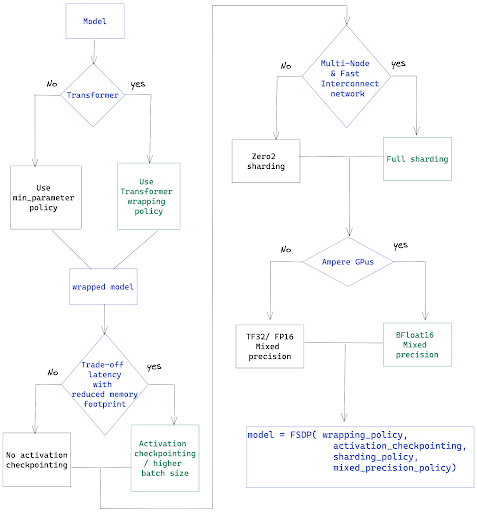 Model
No
yes
Transformer
Use
min_parameter
policy
Use
Transformer
wrapping
policy
wrapped model
No
yes
Trade-off
latency
with
reduced memory
footprint
No activation
checkpointing
Activation
checkpointing
/ higher
batch size
No
yes
Multi-Node
& Fast
Interconnect
network
Zero2
sharding
Full sharding
No
yes
Ampere GPus
TF32/ FP16
Mixed
precision
BFloat16
Mixed
precision
model = FSDP( wrapping_policy,
activation_checkpointing,
sharding_policy,
mixed_precision_policy)